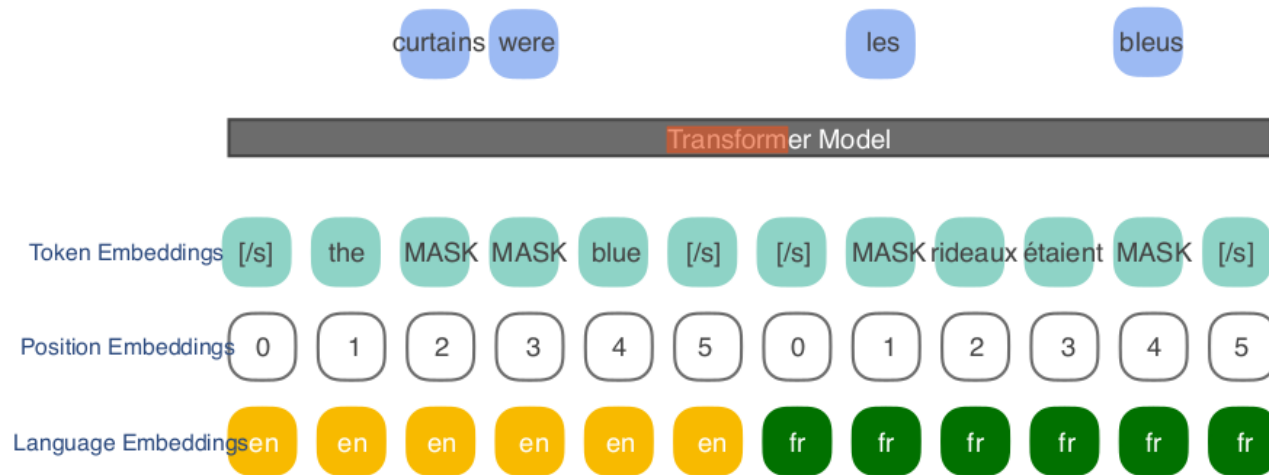 curtains were les bleus
Transformer Model
Token Embeddings [/s] the MASK MASK blue [/s] [/s] MASK rideaux étaient MASK [/s]
Position Embeddings 0 1 2 3 4 5 0 1 2 3 4 5
Language Embeddings en en en en en en fr fr fr fr fr fr